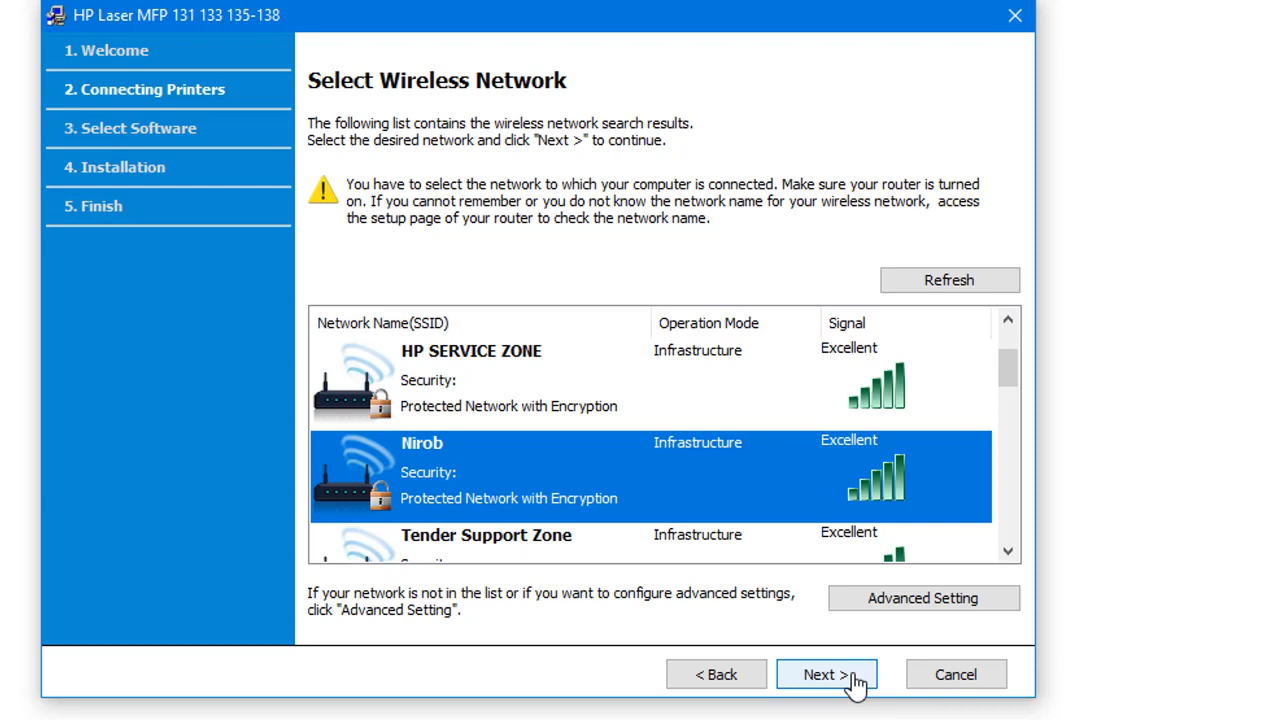 HP Laser MFP 131 133 135-138
1. Welcome
2. Connecting Printers
3. Select Software
4. Installation
5. Finish
Select Wireless Network
The following list contains the wireless network search results.
Select the desired network and click "Next >" to continue.
You have to select the network to which your computer is connected. Make sure your router is turned
on. If you cannot remember or you do not know the network name for your wireless network, access
the setup page of your router to check the network name.
Refresh
Network Name(SSID) Operation Mode Signal
HP SERVICE ZONE Infrastructure Excellent
Security:
Protected Network with Encryption
Nirob Infrastructure Excellent
Security:
Protected Network with Encryption
Tender Support Zone Infrastructure Excellent
If your network is not in the list or if you want to configure advanced settings,
click "Advanced Setting".
Advanced Setting
< Back Next > Cancel